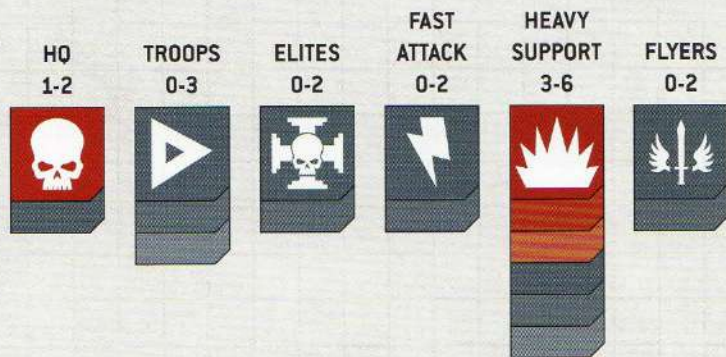 HQ
1-2
TROOPS
0-3
ELITES
0-2
FAST
ATTACK
0-2
HEAVY
SUPPORT
3-6
FLYERS
0-2